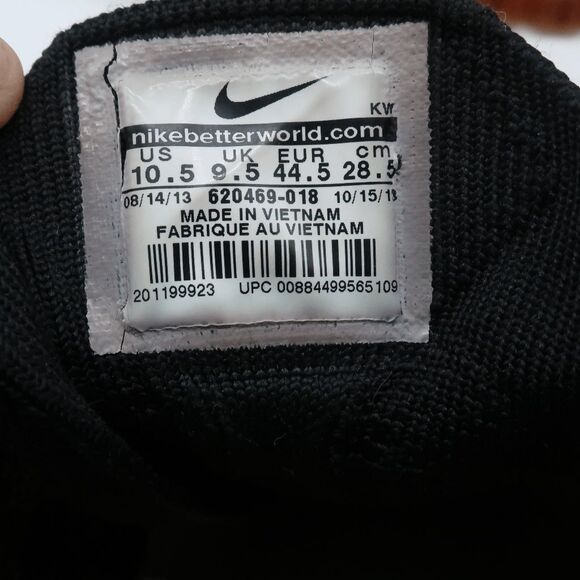 KW
nikebetterworld.com
US UK EUR cm
10.5 9.5 44.5 28.5
08/14/13 620469-018 10/15/13
MADE IN VIETNAM
FABRIQUE AU VIETNAM
201199923 UPC 00884499565109